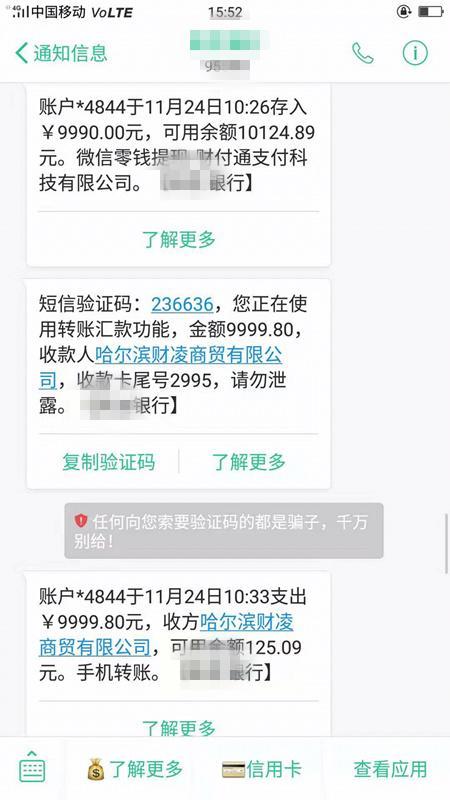 4G 中国移动 VoLTE 15:52
通知信息
95
账户*4844于11月24日10:26存入
￥9990.00元，可用余额10124.89
元。微信零钱提现 财付通支付科
技有限公司。【 银行】
了解更多
短信验证码：236636，您正在使
用转账汇款功能，金额9999.80，
收款人哈尔滨财凌商贸有限公
司，收款卡尾号2995，请勿泄
露。【 银行】
复制验证码 了解更多
任何向您索要验证码的都是骗子，千万
别给！
账户*4844于11月24日10:33支出
￥9999.80元，收方哈尔滨财凌
商贸有限公司，可用余额125.09
元。手机转账。【 银行】
了解更多
了解更多 信用卡 查看应用